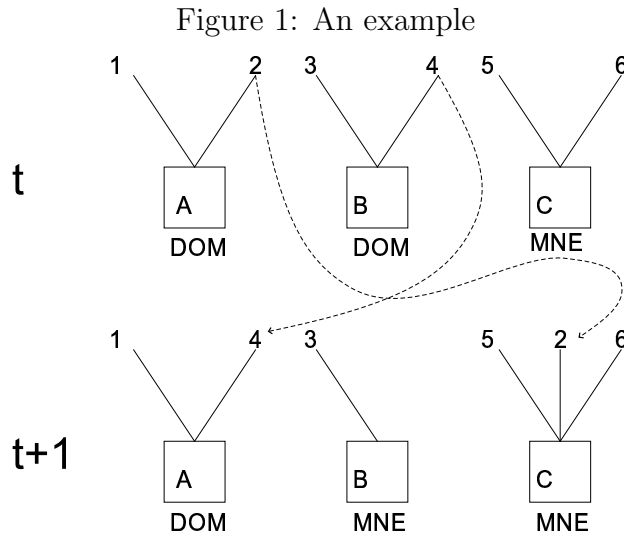 Figure 1: An example
1 2 3 4 5 6
t
A B C
DOM DOM MNE
1 4 3 5 2 6
t+1
A B C
DOM MNE MNE